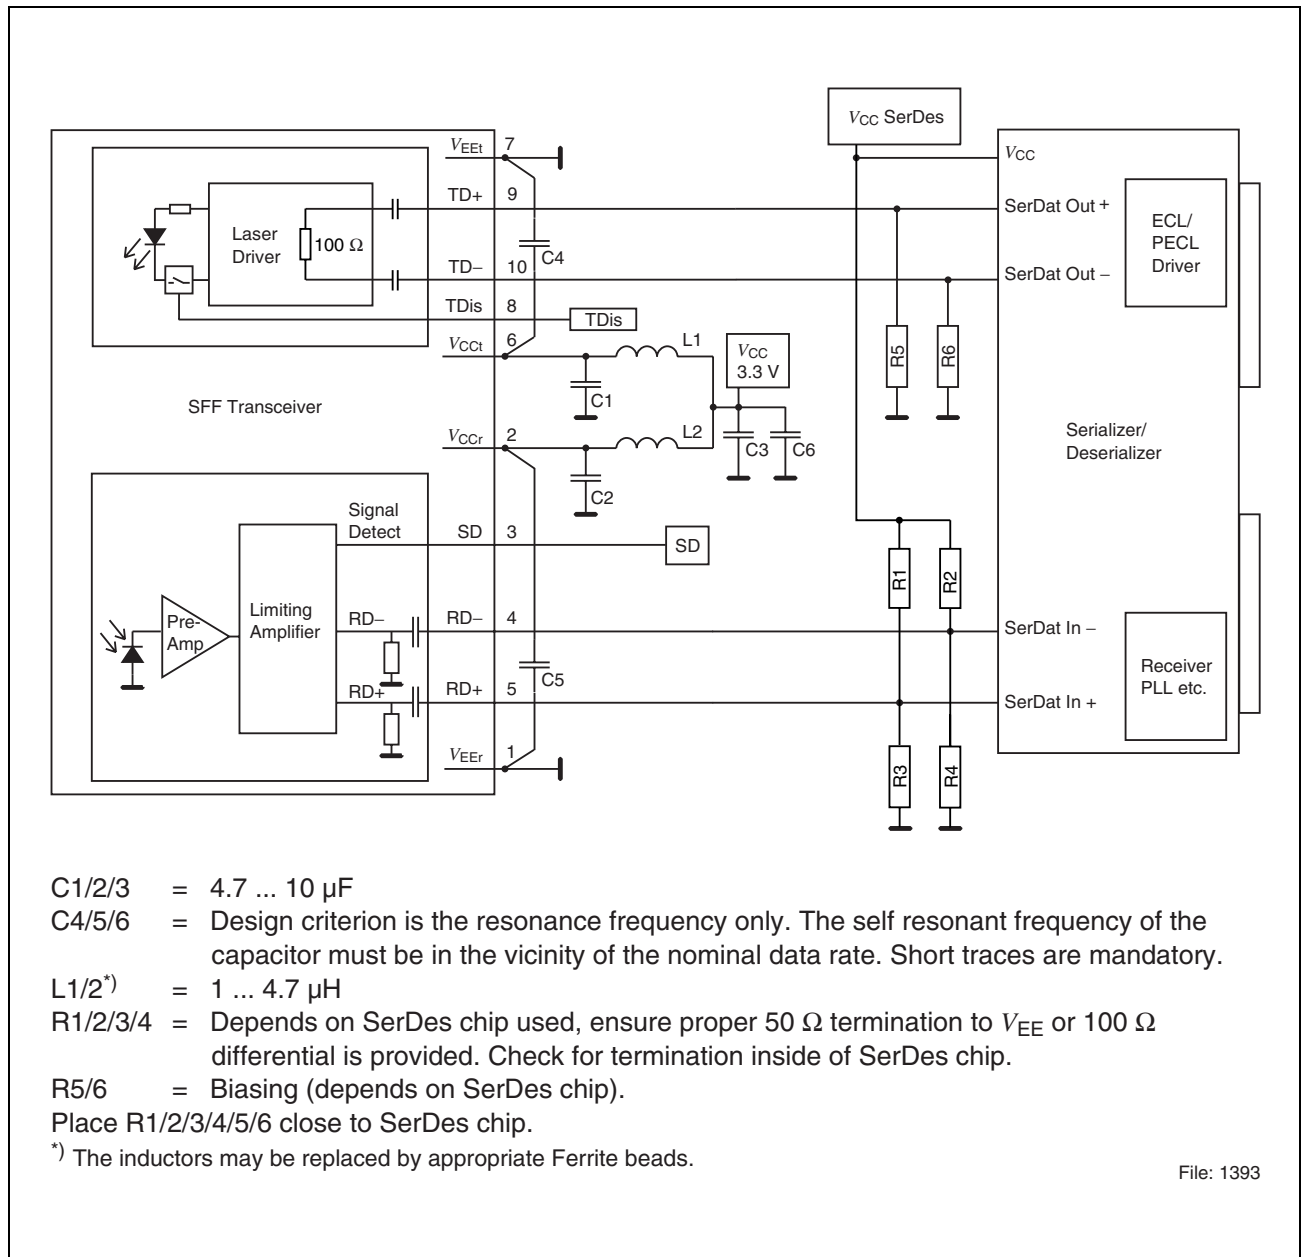 VCC SerDes
VEEt 7
VCC
TD+ 9
SerDat Out +
Laser
Driver
100 Ω
ECL/
PECL
Driver
C4
TD− 10
SerDat Out −
TDis 8
TDis
VCCt 6
L1
VCC
3.3 V
R5
R6
C1
SFF Transceiver
VCCr 2
L2
C3
C6
Serializer/
Deserializer
C2
Signal
Detect
SD 3
SD
R1
R2
Pre-
Amp
Limiting
Amplifier
RD−
RD− 4
SerDat In −
C5
Receiver
PLL etc.
RD+
RD+ 5
SerDat In +
VEEr 1
R3
R4
C1/2/3 = 4.7 ... 10 µF
C4/5/6 = Design criterion is the resonance frequency only. The self resonant frequency of the
capacitor must be in the vicinity of the nominal data rate. Short traces are mandatory.
L1/2*) = 1 ... 4.7 µH
R1/2/3/4 = Depends on SerDes chip used, ensure proper 50 Ω termination to VEE or 100 Ω
differential is provided. Check for termination inside of SerDes chip.
R5/6 = Biasing (depends on SerDes chip).
Place R1/2/3/4/5/6 close to SerDes chip.
*) The inductors may be replaced by appropriate Ferrite beads.
File: 1393